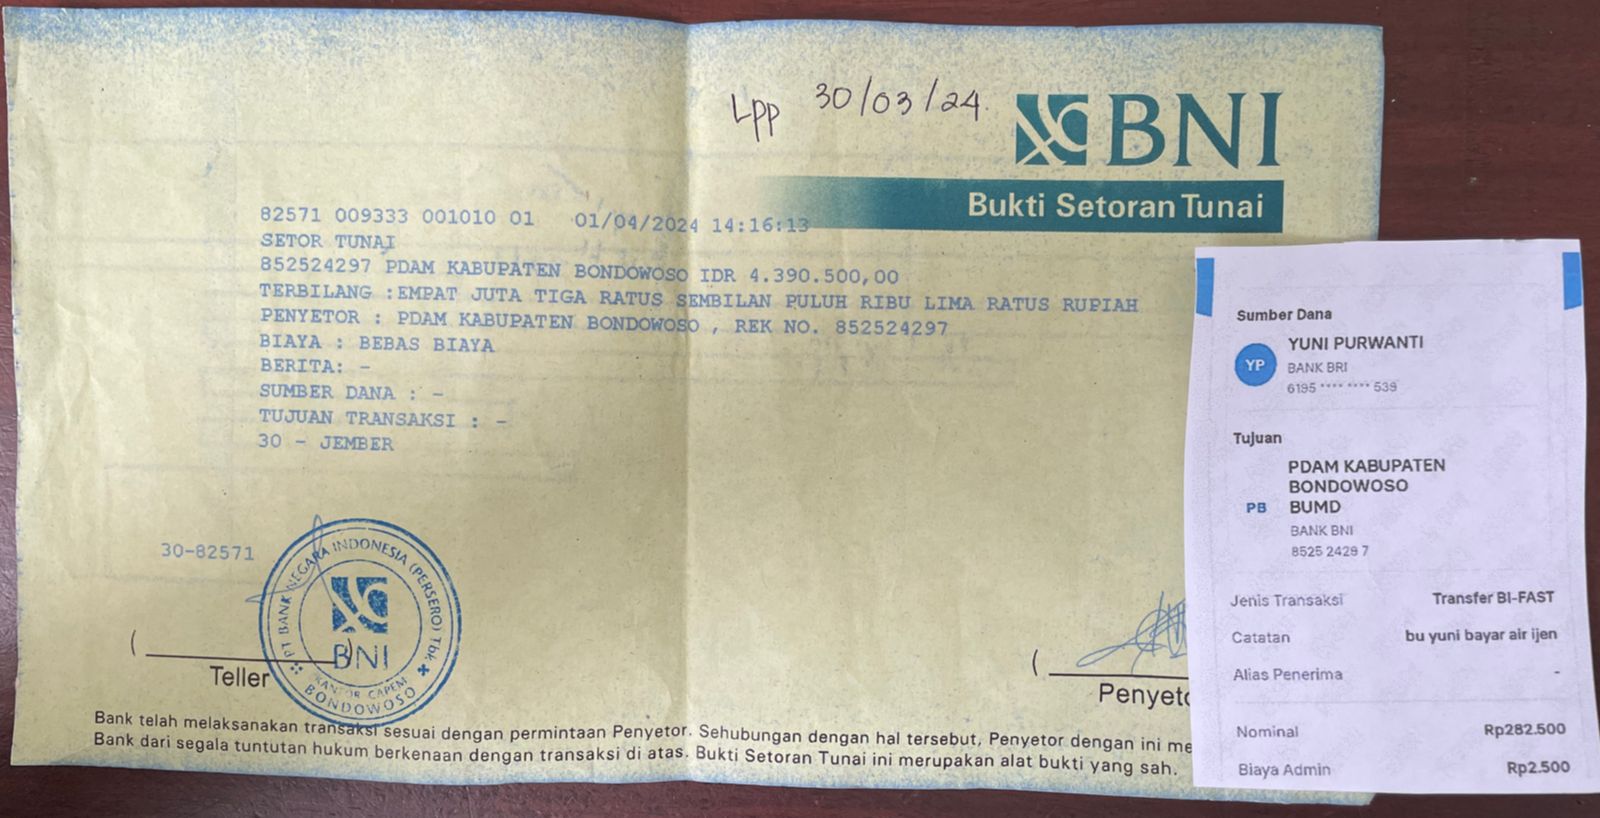 Lpp 30/03/24.
BNI
Bukti Setoran Tunai
82571 009333 001010 01 01/04/2024 14:16:13
SETOR TUNAI
852524297 PDAM KABUPATEN BONDOWOSO IDR 4.390.500,00
TERBILANG :EMPAT JUTA TIGA RATUS SEMBILAN PULUH RIBU LIMA RATUS RUPIAH
PENYETOR : PDAM KABUPATEN BONDOWOSO , REK NO. 852524297
BIAYA : BEBAS BIAYA
BERITA: -
SUMBER DANA : -
TUJUAN TRANSAKSI : -
30 - JEMBER
30-82571
PT BANK NEGARA INDONESIA (PERSERO) Tbk
BNI
KANTOR CAPEM
BONDOWOSO
( )
Teller
(
Penyeto
Bank telah melaksanakan transaksi sesuai dengan permintaan Penyetor. Sehubungan dengan hal tersebut, Penyetor dengan ini me
Bank dari segala tuntutan hukum berkenaan dengan transaksi di atas. Bukti Setoran Tunai ini merupakan alat bukti yang sah.
Sumber Dana
YP
YUNI PURWANTI
BANK BRI
6195 **** **** 539
Tujuan
PB
PDAM KABUPATEN
BONDOWOSO
BUMD
BANK BNI
8525 2429 7
Jenis Transaksi Transfer BI-FAST
Catatan bu yuni bayar air ijen
Alias Penerima -
Nominal Rp282.500
Biaya Admin Rp2.500